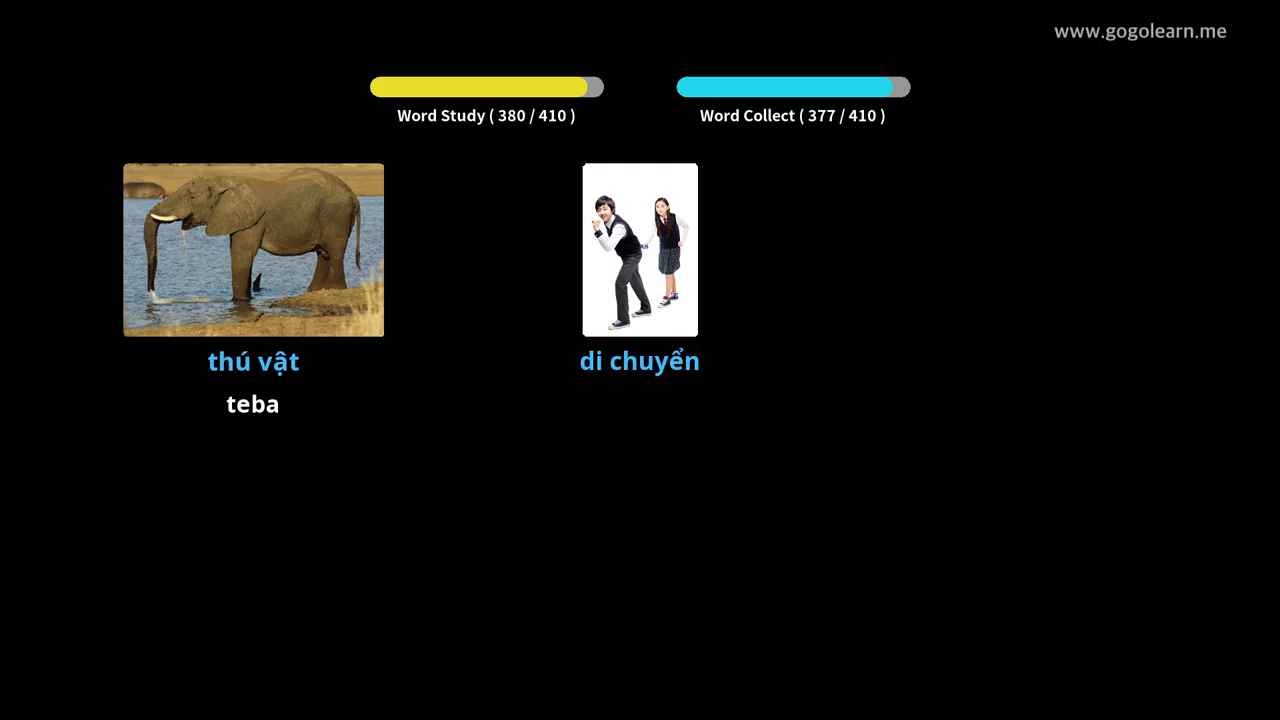 www.gogolearn.me
Word Study ( 380 / 410 )
Word Collect ( 377 / 410 )
thú vật
di chuyển
teba